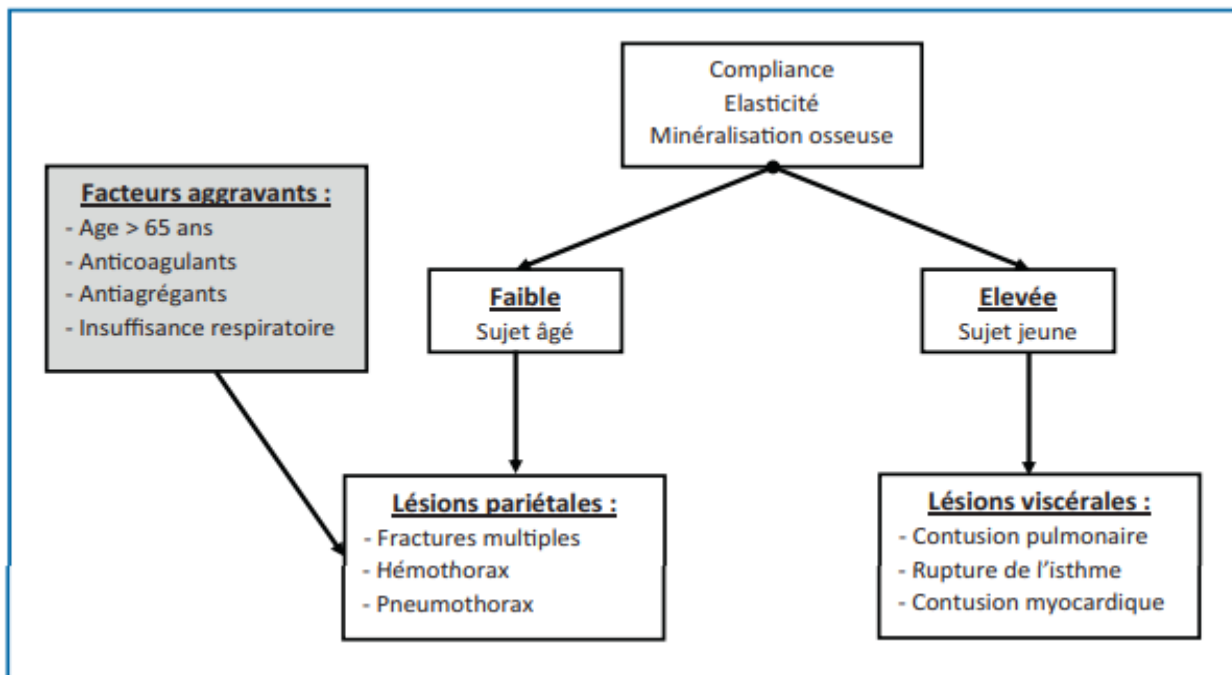 Compliance
Elasticité
Minéralisation osseuse
Facteurs aggravants :
- Age > 65 ans
- Anticoagulants
- Antiagrégants
- Insuffisance respiratoire
Faible
Sujet âgé
Elevée
Sujet jeune
Lésions pariétales :
- Fractures multiples
- Hémothorax
- Pneumothorax
Lésions viscérales :
- Contusion pulmonaire
- Rupture de l’isthme
- Contusion myocardique